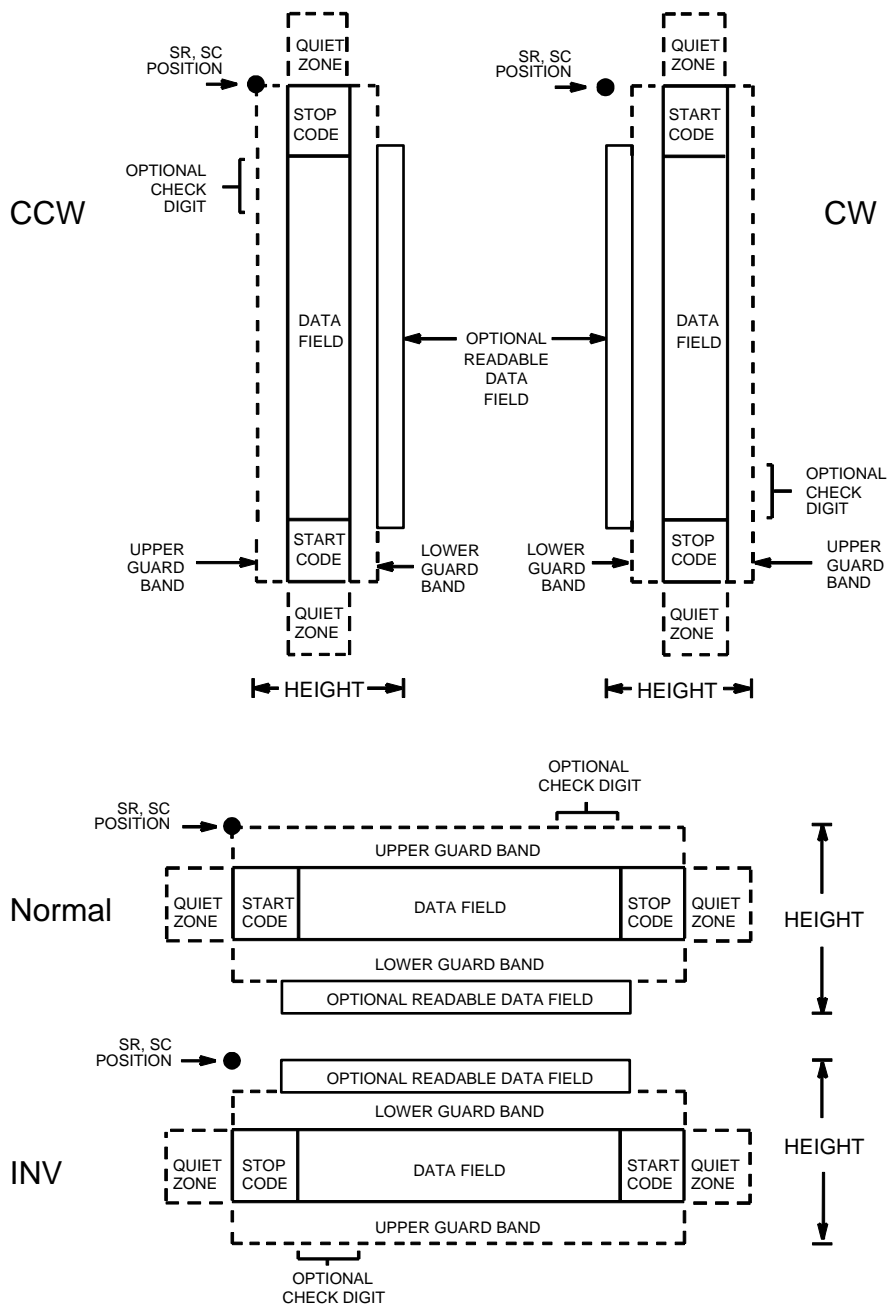 QUIET
ZONE
SR, SC
POSITION
STOP
CODE
OPTIONAL
CHECK
DIGIT
CCW
DATA
FIELD
START
CODE
UPPER
GUARD
BAND
LOWER
GUARD
BAND
QUIET
ZONE
HEIGHT
OPTIONAL
READABLE
DATA
FIELD
QUIET
ZONE
SR, SC
POSITION
START
CODE
CW
DATA
FIELD
OPTIONAL
CHECK
DIGIT
LOWER
GUARD
BAND
STOP
CODE
UPPER
GUARD
BAND
QUIET
ZONE
HEIGHT
OPTIONAL
CHECK DIGIT
SR, SC
POSITION
UPPER GUARD BAND
Normal
QUIET
ZONE
START
CODE
DATA FIELD
STOP
CODE
QUIET
ZONE
HEIGHT
LOWER GUARD BAND
OPTIONAL READABLE DATA FIELD
SR, SC
POSITION
OPTIONAL READABLE DATA FIELD
LOWER GUARD BAND
INV
QUIET
ZONE
STOP
CODE
DATA FIELD
START
CODE
QUIET
ZONE
HEIGHT
UPPER GUARD BAND
OPTIONAL
CHECK DIGIT